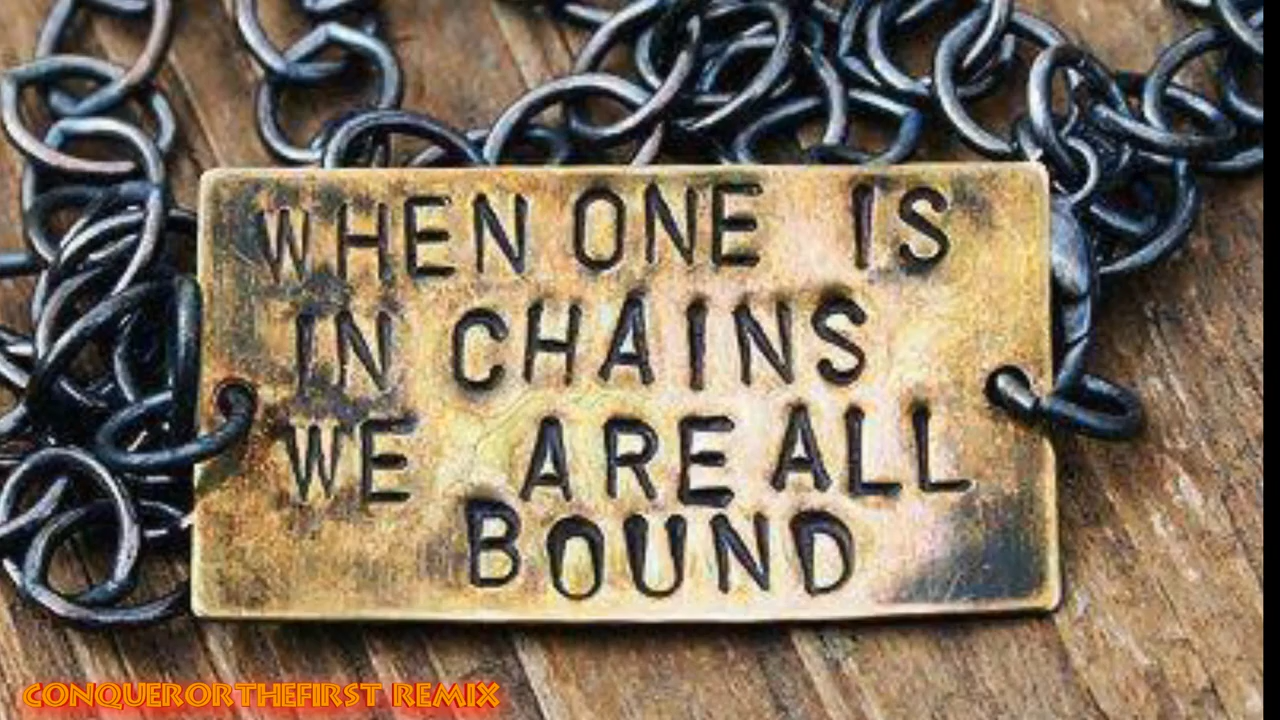 WHEN ONE IS
IN CHAINS
WE ARE ALL
BOUND
CONQUERORTHEFIRST REMIX